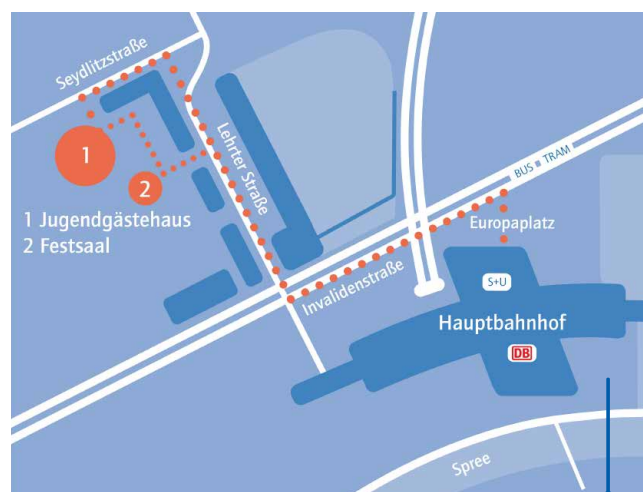 Seydlitzstraße
1
2
Lehrter Straße
1 Jugendgästehaus
2 Festsaal
BUS ▪ TRAM
Europaplatz
Invalidenstraße
S+U
Hauptbahnhof
DB
Spree